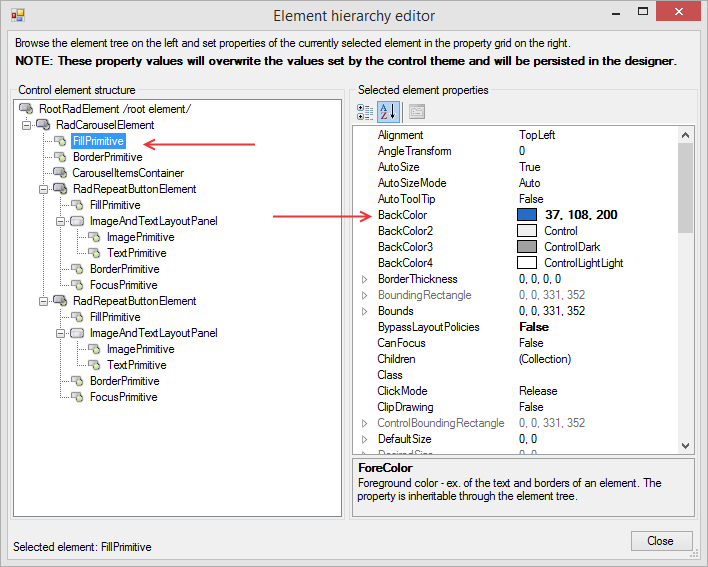 Element hierarchy editor
Browse the element tree on the left and set properties of the currently selected element in the property grid on the right.
NOTE: These property values will overwrite the values set by the control theme and will be persisted in the designer.
Control element structure
RootRadElement /root element/
RadCarouselElement
FillPrimitive
BorderPrimitive
CarouselItemsContainer
RadRepeatButtonElement
FillPrimitive
ImageAndTextLayoutPanel
ImagePrimitive
TextPrimitive
BorderPrimitive
FocusPrimitive
RadRepeatButtonElement
FillPrimitive
ImageAndTextLayoutPanel
ImagePrimitive
TextPrimitive
BorderPrimitive
FocusPrimitive
Selected element: FillPrimitive
Selected element properties
Alignment TopLeft
AngleTransform 0
AutoSize True
AutoSizeMode Auto
AutoToolTip False
BackColor 37, 108, 200
BackColor2 Control
BackColor3 ControlDark
BackColor4 ControlLightLight
BorderThickness 0, 0, 0, 0
BoundingRectangle 0, 0, 331, 352
Bounds 0, 0, 331, 352
BypassLayoutPolicies False
CanFocus False
Children (Collection)
Class
ClickMode Release
ClipDrawing False
ControlBoundingRectangle 0, 0, 331, 352
DefaultSize 0, 0
ForeColor
Foreground color - ex. of the text and borders of an element. The
property is inheritable through the element tree.
Close